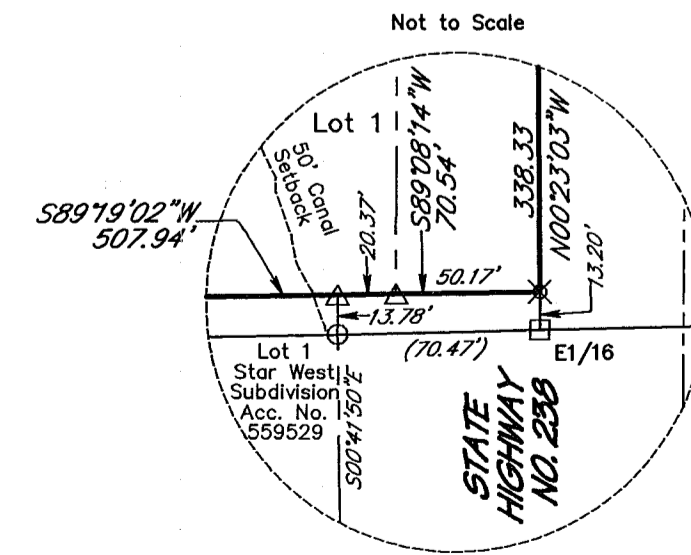 Not to Scale
Lot 1
50' Canal
Setback
S89°19'02"W
507.94'
20.37'
S89°08'14"W
70.54'
338.33
N00°23'03"W
13.20'
50.17'
13.78'
(70.47')
E1/16
Lot 1
Star West
Subdivision
Acc. No.
559529
S00°41'50"E
STATE
HIGHWAY
NO. 238